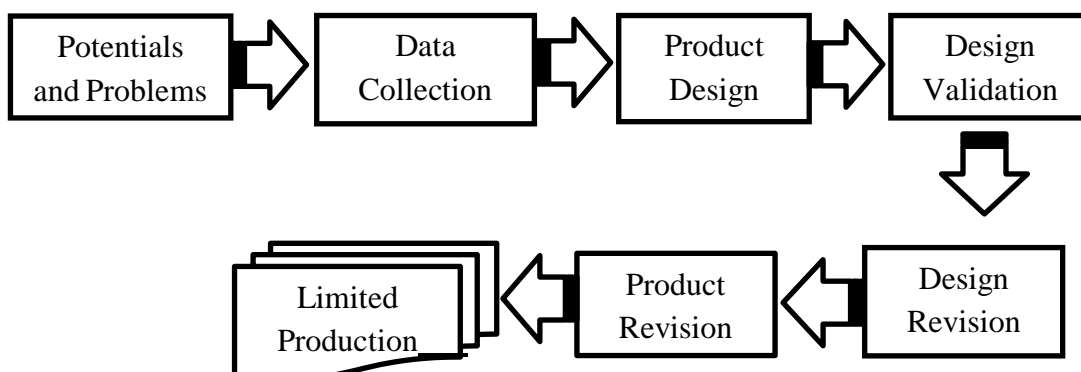 Potentials
and Problems
Data
Collection
Product
Design
Design
Validation
Design
Revision
Product
Revision
Limited
Production